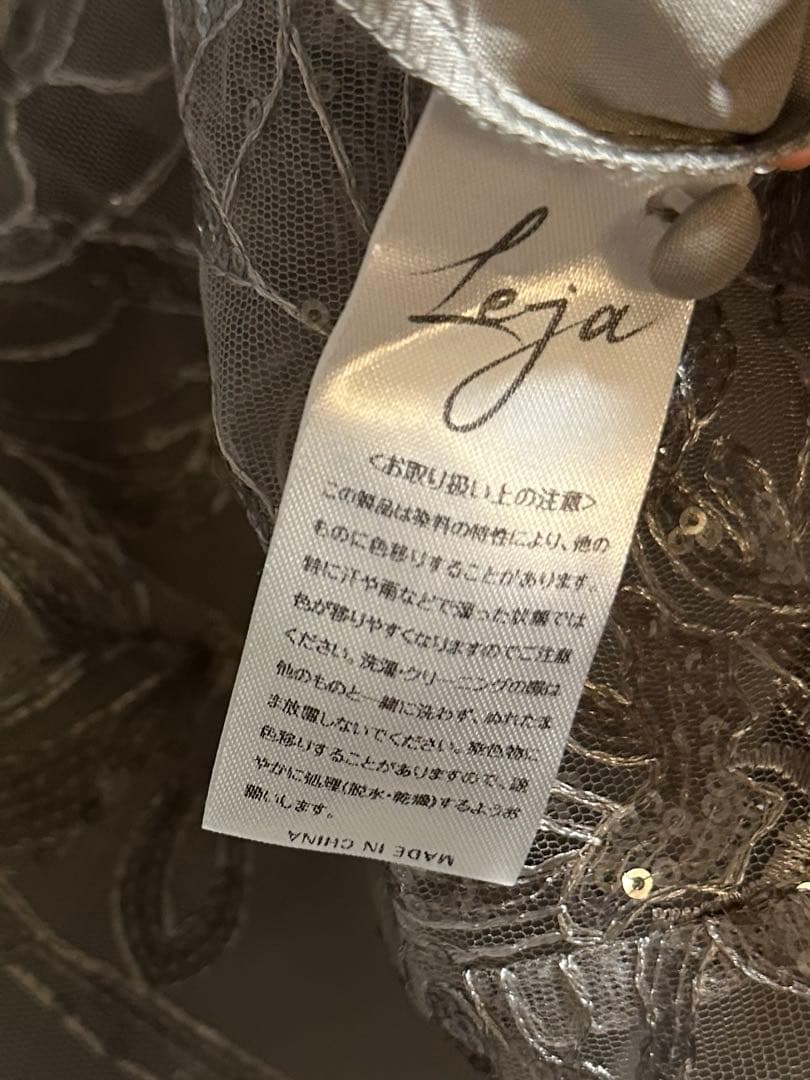 Leja
<お取り扱い上の注意>
この製品は染料の特性により、他の
ものに色移りすることがあります。
特に汗や雨などで湿った状態では
色が移りやすくなりますのでご注意
ください。洗濯・クリーニングの際は
他のものと一緒に洗わず、ぬれたま
ま放置しないでください。染色物に
色移りすることがありますので、速
やかに処理(脱水・乾燥)するようお
願いします。
MADE IN CHINA